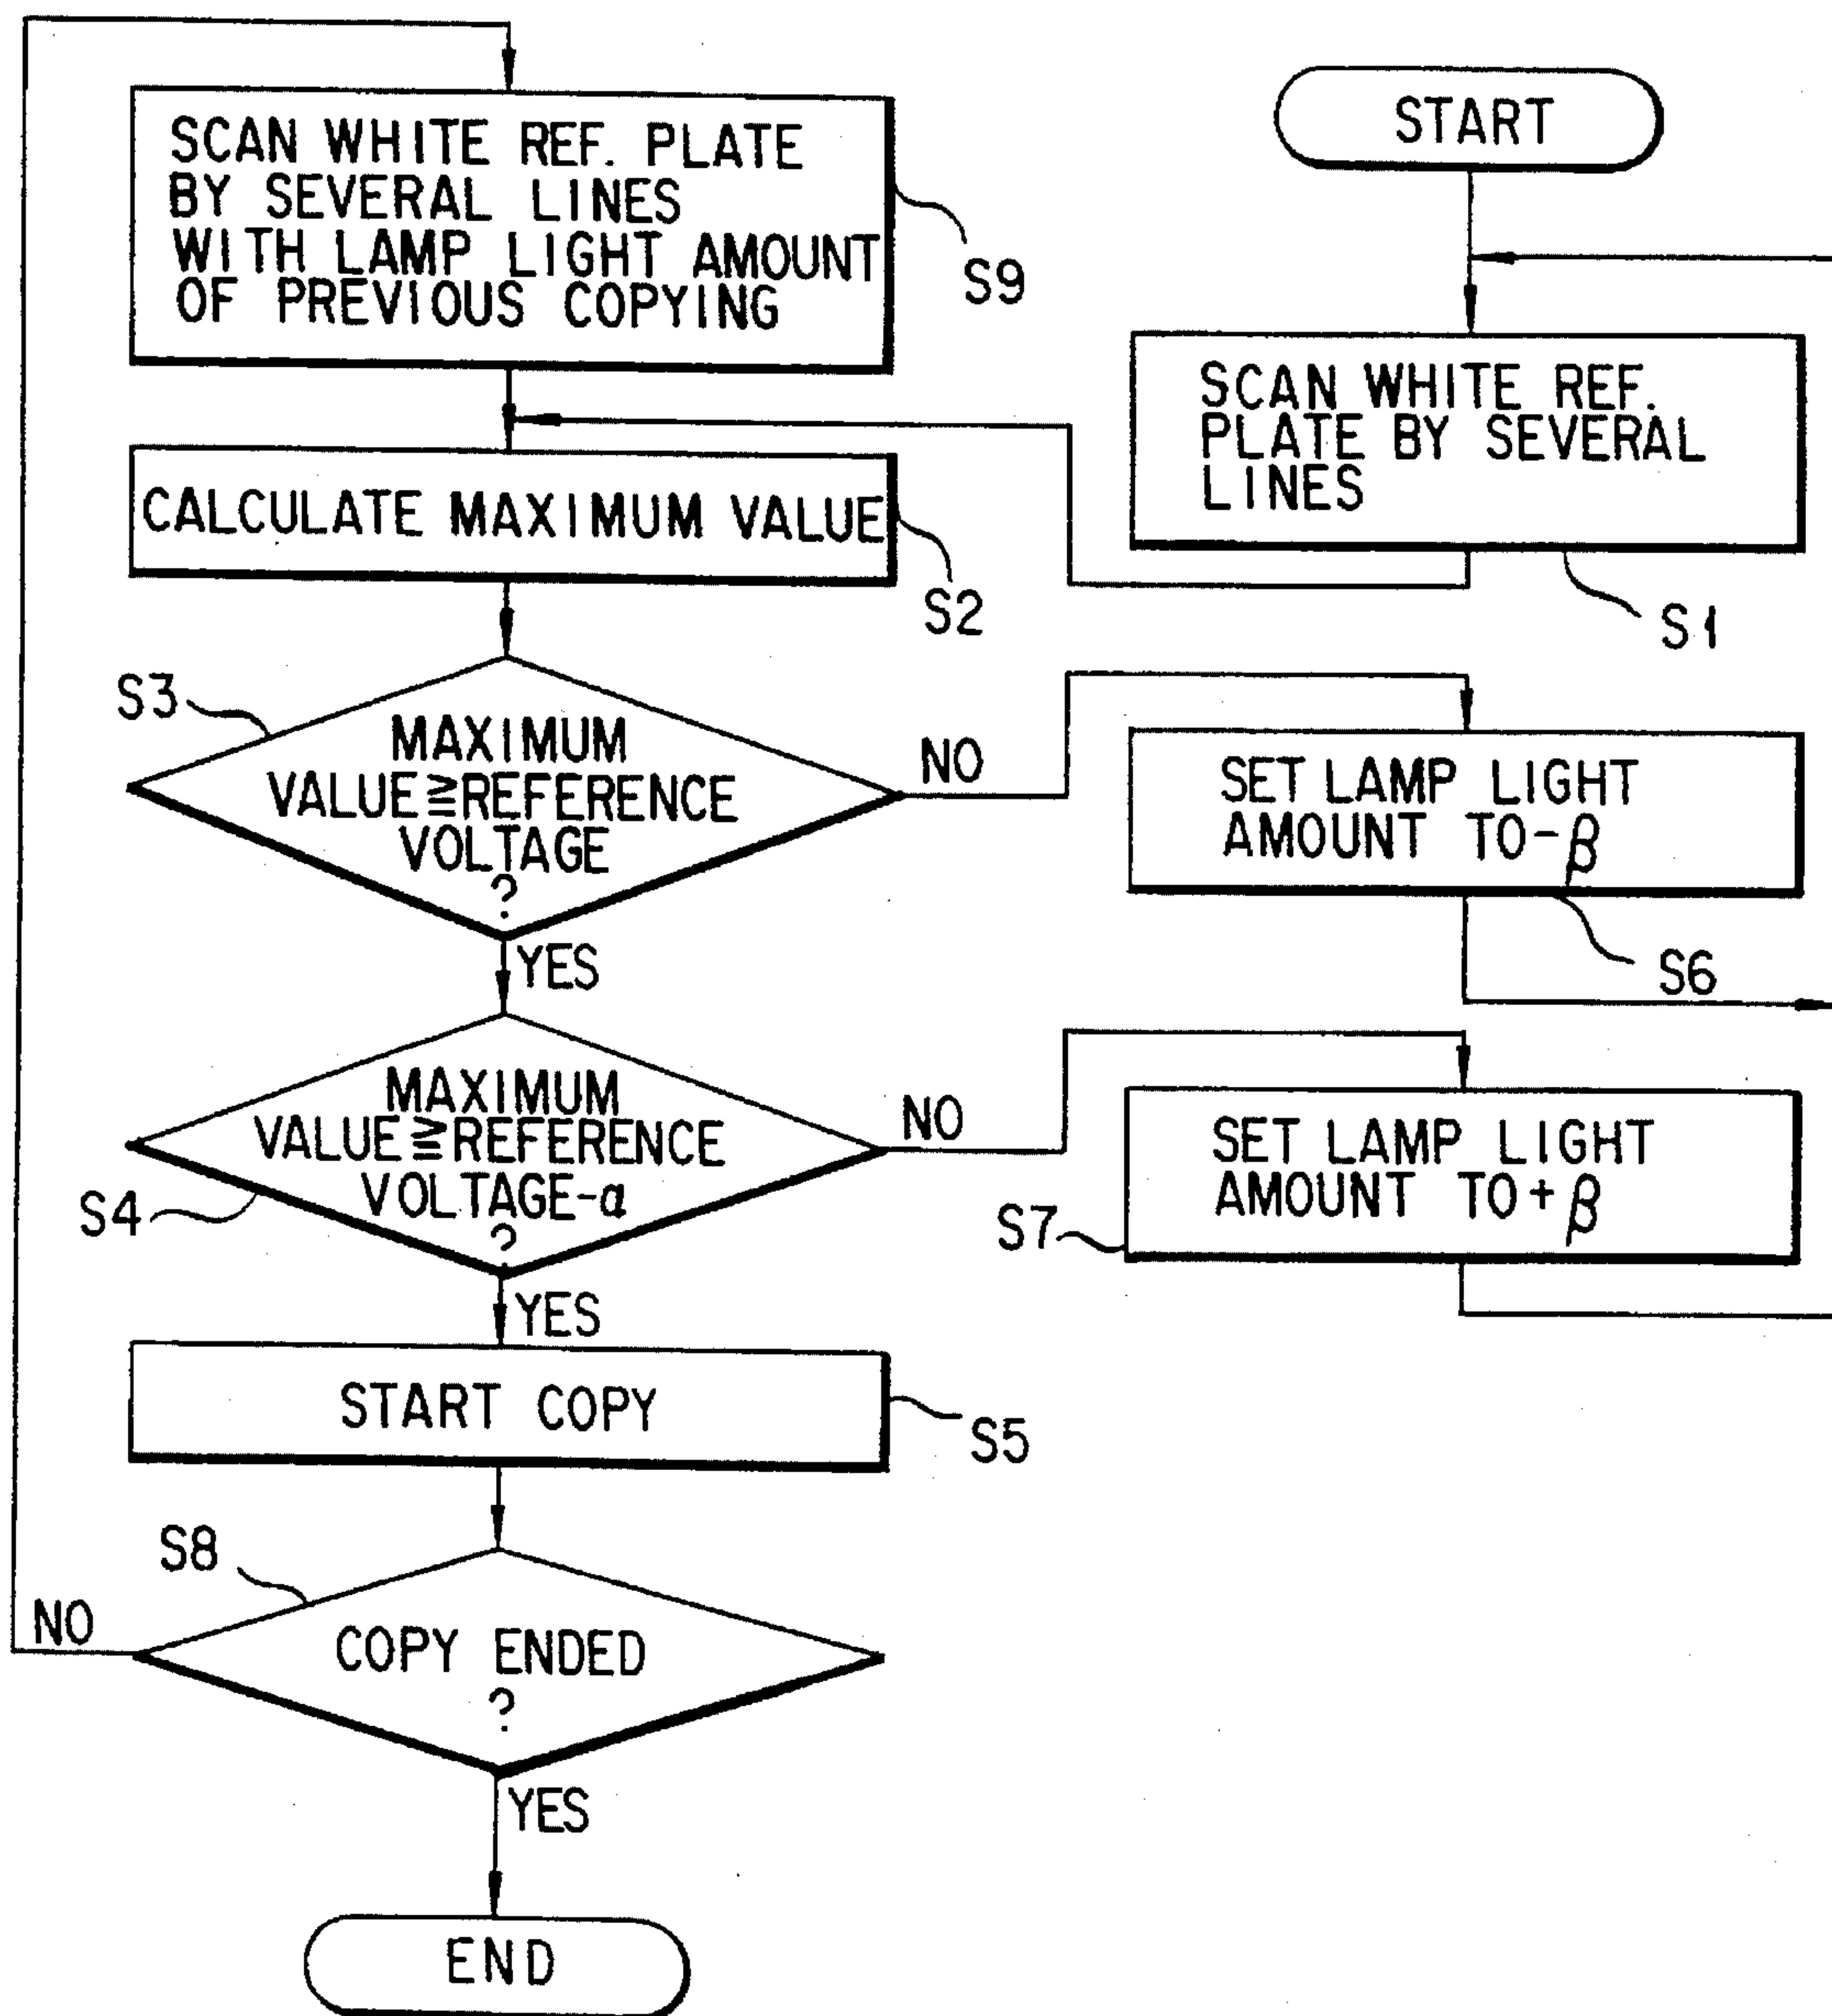 START
SCAN WHITE REF.
PLATE BY SEVERAL
LINES
S1
SCAN WHITE REF. PLATE
BY SEVERAL LINES
WITH LAMP LIGHT AMOUNT
OF PREVIOUS COPYING
S9
CALCULATE MAXIMUM VALUE
S2
S3
MAXIMUM
VALUE≧REFERENCE
VOLTAGE
?
NO
YES
SET LAMP LIGHT
AMOUNT TO-β
S6
MAXIMUM
VALUE≧REFERENCE
VOLTAGE-α
?
S4
NO
YES
SET LAMP LIGHT
AMOUNT TO+β
S7
START COPY
S5
S8
COPY ENDED
?
NO
YES
END